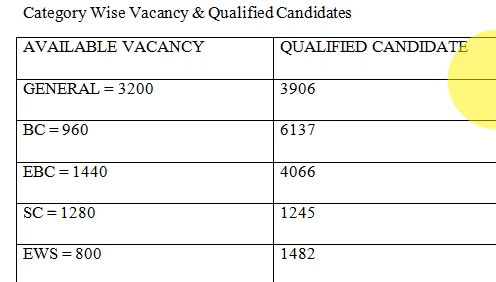 Category Wise Vacancy & Qualified Candidates
AVAILABLE VACANCY QUALIFIED CANDIDATE
GENERAL = 3200 3906
BC = 960 6137
EBC = 1440 4066
SC = 1280 1245
EWS = 800 1482